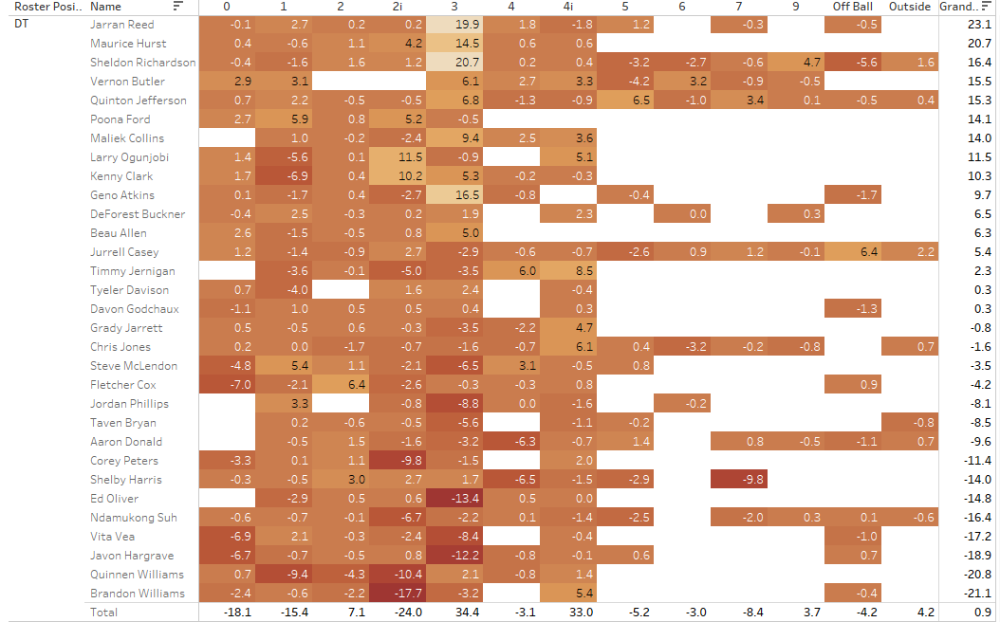 Roster Posi.. Name 0 1 2 2i 3 4 4i 5 6 7 9 Off Ball Outside Grand..
DT Jarran Reed -0.1 2.7 0.2 0.2 19.9 1.8 -1.8 1.2 -0.3 -0.5 23.1
Maurice Hurst 0.4 -0.6 1.1 4.2 14.5 0.6 0.6 20.7
Sheldon Richardson -0.4 -1.6 1.6 1.2 20.7 0.2 0.4 -3.2 -2.7 -0.6 4.7 -5.6 1.6 16.4
Vernon Butler 2.9 3.1 6.1 2.7 3.3 -4.2 3.2 -0.9 -0.5 15.5
Quinton Jefferson 0.7 2.2 -0.5 -0.5 6.8 -1.3 -0.9 6.5 -1.0 3.4 0.1 -0.5 0.4 15.3
Poona Ford 2.7 5.9 0.8 5.2 -0.5 14.1
Maliek Collins 1.0 -0.2 -2.4 9.4 2.5 3.6 14.0
Larry Ogunjobi 1.4 -5.6 0.1 11.5 -0.9 5.1 11.5
Kenny Clark 1.7 -6.9 0.4 10.2 5.3 -0.2 -0.3 10.3
Geno Atkins 0.1 -1.7 0.4 -2.7 16.5 -0.8 -0.4 -1.7 9.7
DeForest Buckner -0.4 2.5 -0.3 0.2 1.9 2.3 0.0 0.3 6.5
Beau Allen 2.6 -1.5 -0.5 0.8 5.0 6.3
Jurrell Casey 1.2 -1.4 -0.9 2.7 -2.9 -0.6 -0.7 -2.6 0.9 1.2 -0.1 6.4 2.2 5.4
Timmy Jernigan -3.6 -0.1 -5.0 -3.5 6.0 8.5 2.3
Tyeler Davison 0.7 -4.0 1.6 2.4 -0.4 0.3
Davon Godchaux -1.1 1.0 0.5 0.5 0.4 0.3 -1.3 0.3
Grady Jarrett 0.5 -0.5 0.6 -0.3 -3.5 -2.2 4.7 -0.8
Chris Jones 0.2 0.0 -1.7 -0.7 -1.6 -0.7 6.1 0.4 -3.2 -0.2 -0.8 0.7 -1.6
Steve McLendon -4.8 5.4 1.1 -2.1 -6.5 3.1 -0.5 0.8 -3.5
Fletcher Cox -7.0 -2.1 6.4 -2.6 -0.3 -0.3 0.8 0.9 -4.2
Jordan Phillips 3.3 -0.8 -8.8 0.0 -1.6 -0.2 -8.1
Taven Bryan 0.2 -0.6 -0.5 -5.6 -1.1 -0.2 -0.8 -8.5
Aaron Donald -0.5 1.5 -1.6 -3.2 -6.3 -0.7 1.4 0.8 -0.5 -1.1 0.7 -9.6
Corey Peters -3.3 0.1 1.1 -9.8 -1.5 2.0 -11.4
Shelby Harris -0.3 -0.5 3.0 2.7 1.7 -6.5 -1.5 -2.9 -9.8 -14.0
Ed Oliver -2.9 0.5 0.6 -13.4 0.5 0.0 -14.8
Ndamukong Suh -0.6 -0.7 -0.1 -6.7 -2.2 0.1 -1.4 -2.5 -2.0 0.3 0.1 -0.6 -16.4
Vita Vea -6.9 2.1 -0.3 -2.4 -8.4 -0.4 -1.0 -17.2
Javon Hargrave -6.7 -0.7 -0.5 0.8 -12.2 -0.8 -0.1 0.6 0.7 -18.9
Quinnen Williams 0.7 -9.4 -4.3 -10.4 2.1 -0.8 1.4 -20.8
Brandon Williams -2.4 -0.6 -2.2 -17.7 -3.2 5.4 -0.4 -21.1
Total -18.1 -15.4 7.1 -24.0 34.4 -3.1 33.0 -5.2 -3.0 -8.4 3.7 -4.2 4.2 0.9